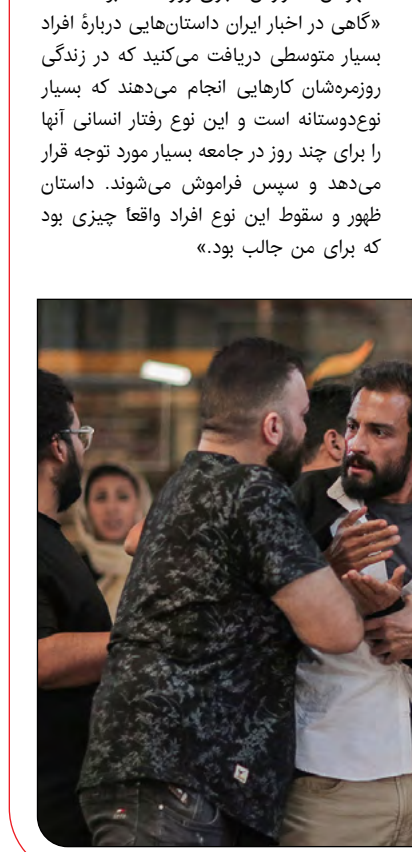 «گاهی در اخبار ایران داستان‌هایی دربارهٔ افراد
بسیار متوسطی دریافت می‌کنید که در زندگی
روزمره‌شان کارهایی انجام می‌دهند که بسیار
نوع‌دوستانه است و این نوع رفتار انسانی آنها
را برای چند روز در جامعه بسیار مورد توجه قرار
می‌دهد و سپس فراموش می‌شوند. داستان
ظهور و سقوط این نوع افراد واقعاً چیزی بود
که برای من جالب بود.»